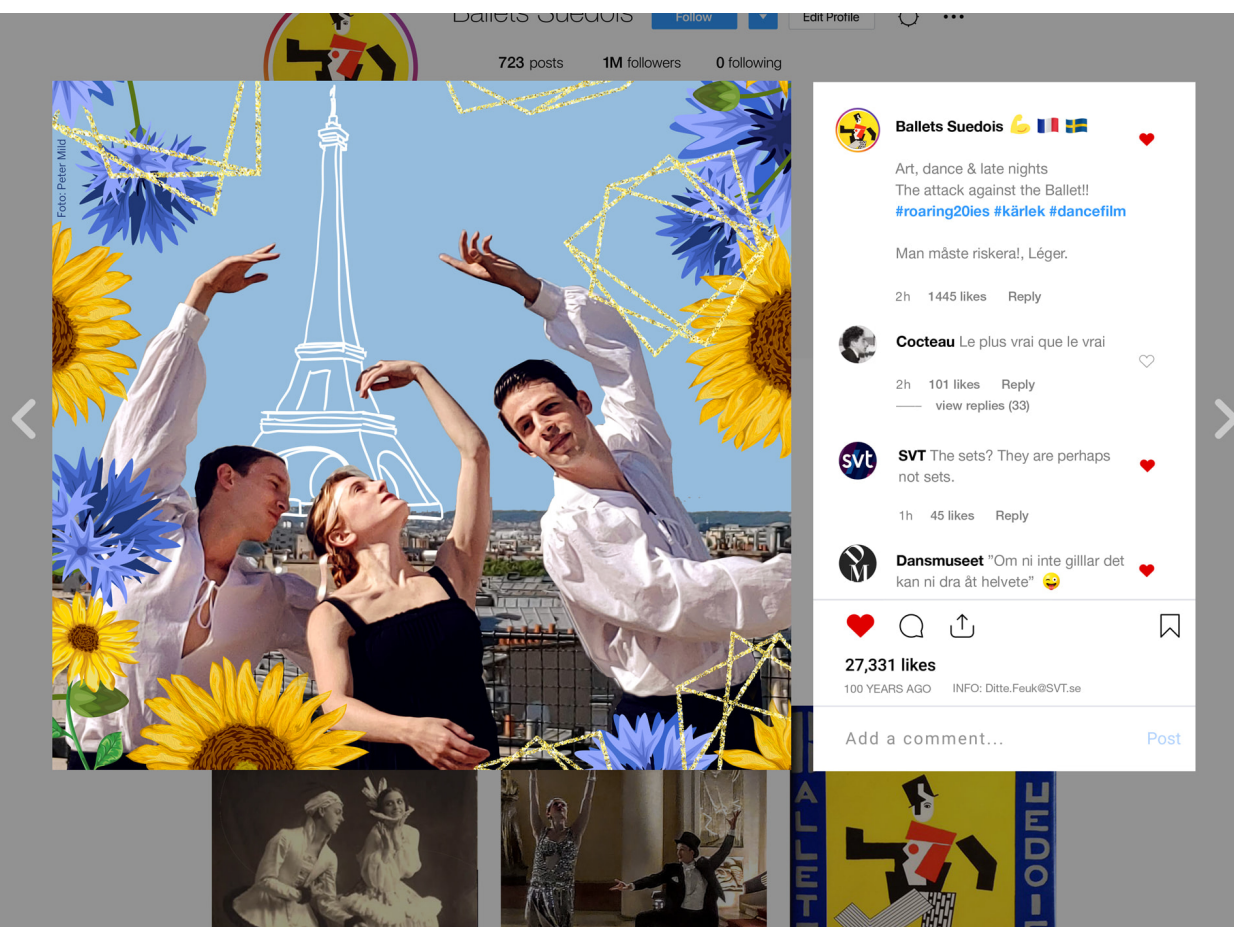 Ballets Suedois
Follow
Edit Profile
723 posts 1M followers 0 following
Foto: Peter Mild
Ballets Suedois 💪 🇫🇷 🇸🇪
Art, dance & late nights
The attack against the Ballet!!
#roaring20ies #kärlek #dancefilm
Man måste riskera!, Léger.
2h 1445 likes Reply
Cocteau Le plus vrai que le vrai
2h 101 likes Reply
view replies (33)
svt
SVT The sets? They are perhaps
not sets.
1h 45 likes Reply
DM
Dansmuseet ”Om ni inte gilllar det
kan ni dra åt helvete” 😜
27,331 likes
100 YEARS AGO INFO: Ditte.Feuk@SVT.se
Add a comment... Post
ALLET
UEDOI